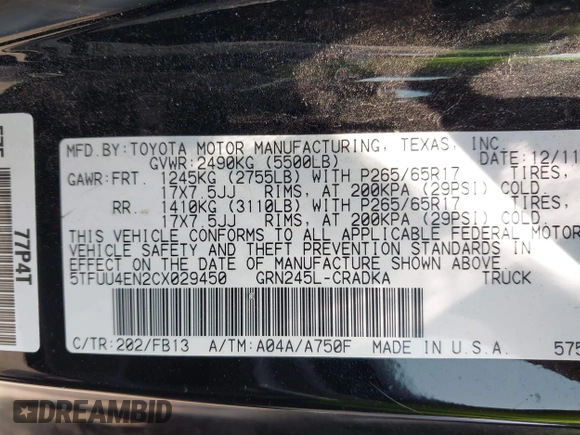 MFD.BY:TOYOTA MOTOR MANUFACTURING, TEXAS, INC.
GVWR:2490KG (5500LB) 12/11
GAWR:FRT. 1245KG (2755LB) WITH P265/65R17 TIRES,
17X7.5JJ RIMS, AT 200KPA (29PSI) COLD.
RR. 1410KG (3110LB) WITH P265/65R17 TIRES,
17X7.5JJ RIMS, AT 200KPA (29PSI) COLD.
THIS VEHICLE CONFORMS TO ALL APPLICABLE FEDERAL MOTOR
VEHICLE SAFETY AND THEFT PREVENTION STANDARDS IN
EFFECT ON THE DATE OF MANUFACTURE SHOWN ABOVE.
5TFUU4EN2CX029450 GRN245L-CRADKA TRUCK
C/TR:202/FB13 A/TM:A04A/A750F MADE IN U.S.A. 575
77P4T
DREAMBID